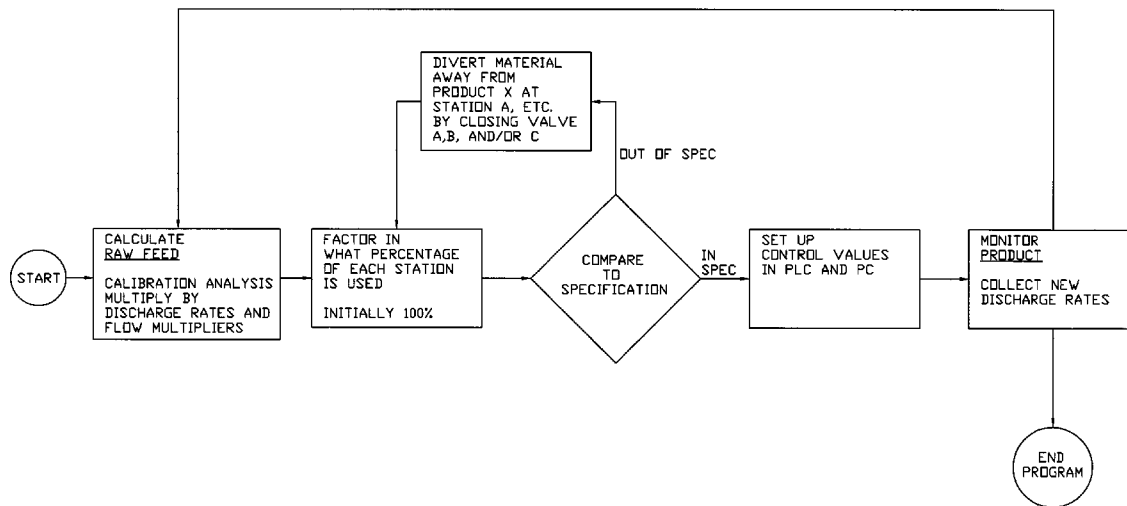 DIVERT MATERIAL
AWAY FROM
PRODUCT X AT
STATION A, ETC.
BY CLOSING VALVE
A,B, AND/OR C
OUT OF SPEC
START
CALCULATE
RAW FEED
CALIBRATION ANALYSIS
MULTIPLY BY
DISCHARGE RATES AND
FLOW MULTIPLIERS
FACTOR IN
WHAT PERCENTAGE
OF EACH STATION
IS USED
INITIALLY 100%
COMPARE
TO
SPECIFICATION
IN
SPEC
SET UP
CONTROL VALUES
IN PLC AND PC
MONITOR
PRODUCT
COLLECT NEW
DISCHARGE RATES
END
PROGRAM